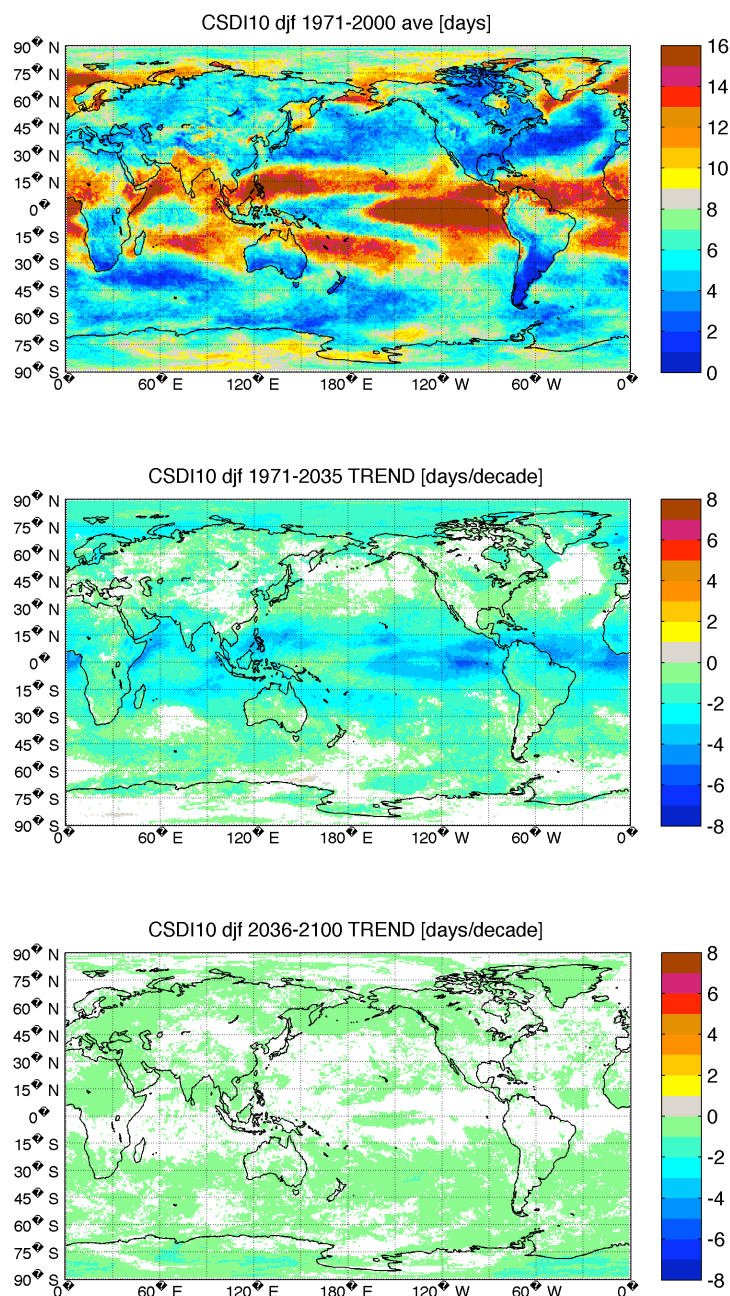 CSDI10 djf 1971-2000 ave [days]
90� N
75� N
60� N
45� N
30� N
15� N
0�
15� S
30� S
45� S
60� S
75� S
90� S
0� 60� E 120� E 180� E 120� W 60� W 0�
16
14
12
10
8
6
4
2
0
CSDI10 djf 1971-2035 TREND [days/decade]
90� N
75� N
60� N
45� N
30� N
15� N
0�
15� S
30� S
45� S
60� S
75� S
90� S
0� 60� E 120� E 180� E 120� W 60� W 0�
8
6
4
2
0
-2
-4
-6
-8
CSDI10 djf 2036-2100 TREND [days/decade]
90� N
75� N
60� N
45� N
30� N
15� N
0�
15� S
30� S
45� S
60� S
75� S
90� S
0� 60� E 120� E 180� E 120� W 60� W 0�
8
6
4
2
0
-2
-4
-6
-8